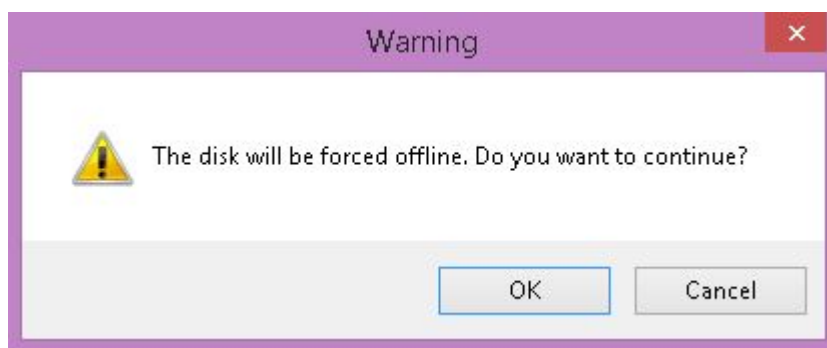 Warning
The disk will be forced offline. Do you want to continue?
OK
Cancel